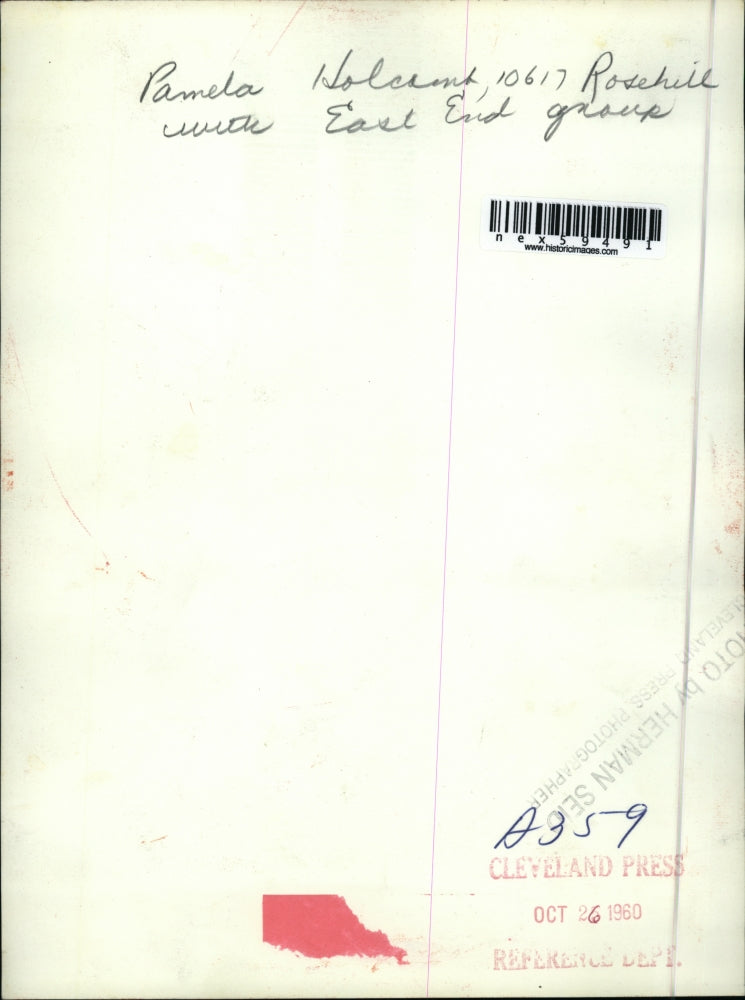 Pamela Holcomb, 10617 Rosehill
with East End group
nex59491
www.historicimages.com
PHOTO by HERMAN SEID
CLEVELAND PRESS PHOTOGRAPHER
A359
CLEVELAND PRESS
OCT 26 1960
REFERENCE DEPT.